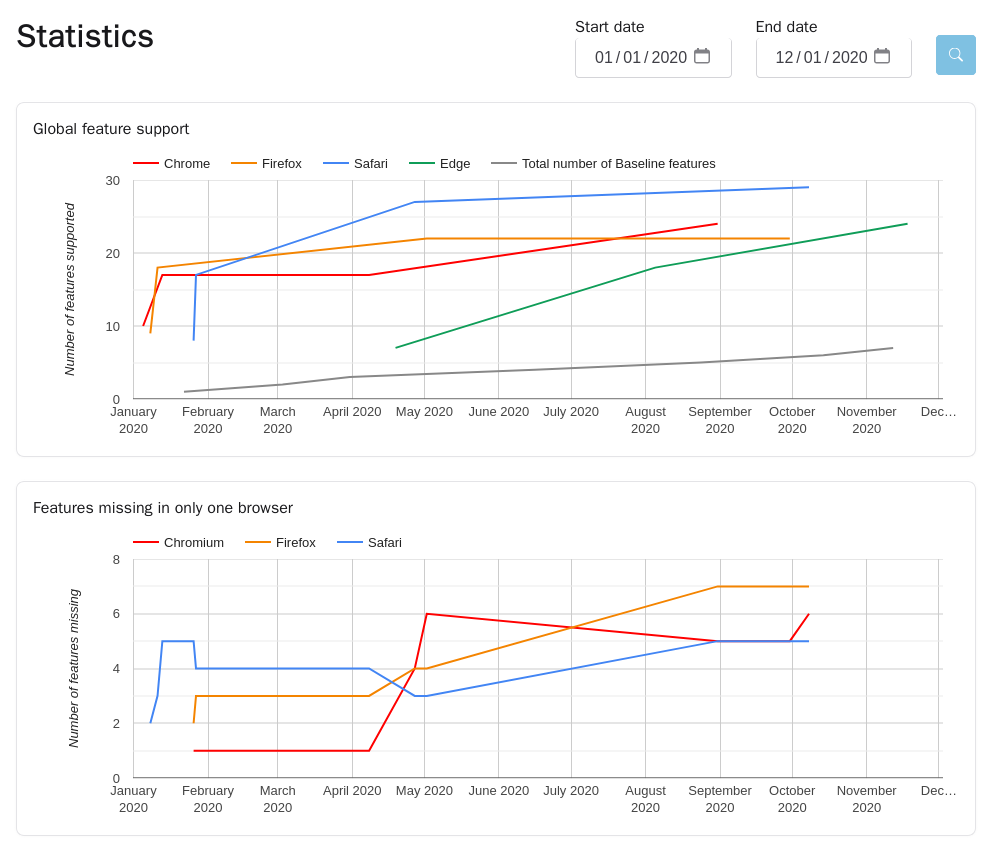 Statistics
Start date
End date
01/01/2020
12/01/2020
Global feature support
Chrome Firefox Safari Edge Total number of Baseline features
Number of features supported
30
20
10
0
January 2020
February 2020
March 2020
April 2020
May 2020
June 2020
July 2020
August 2020
September 2020
October 2020
November 2020
Dec…
Features missing in only one browser
Chromium Firefox Safari
Number of features missing
8
6
4
2
0
January 2020
February 2020
March 2020
April 2020
May 2020
June 2020
July 2020
August 2020
September 2020
October 2020
November 2020
Dec…